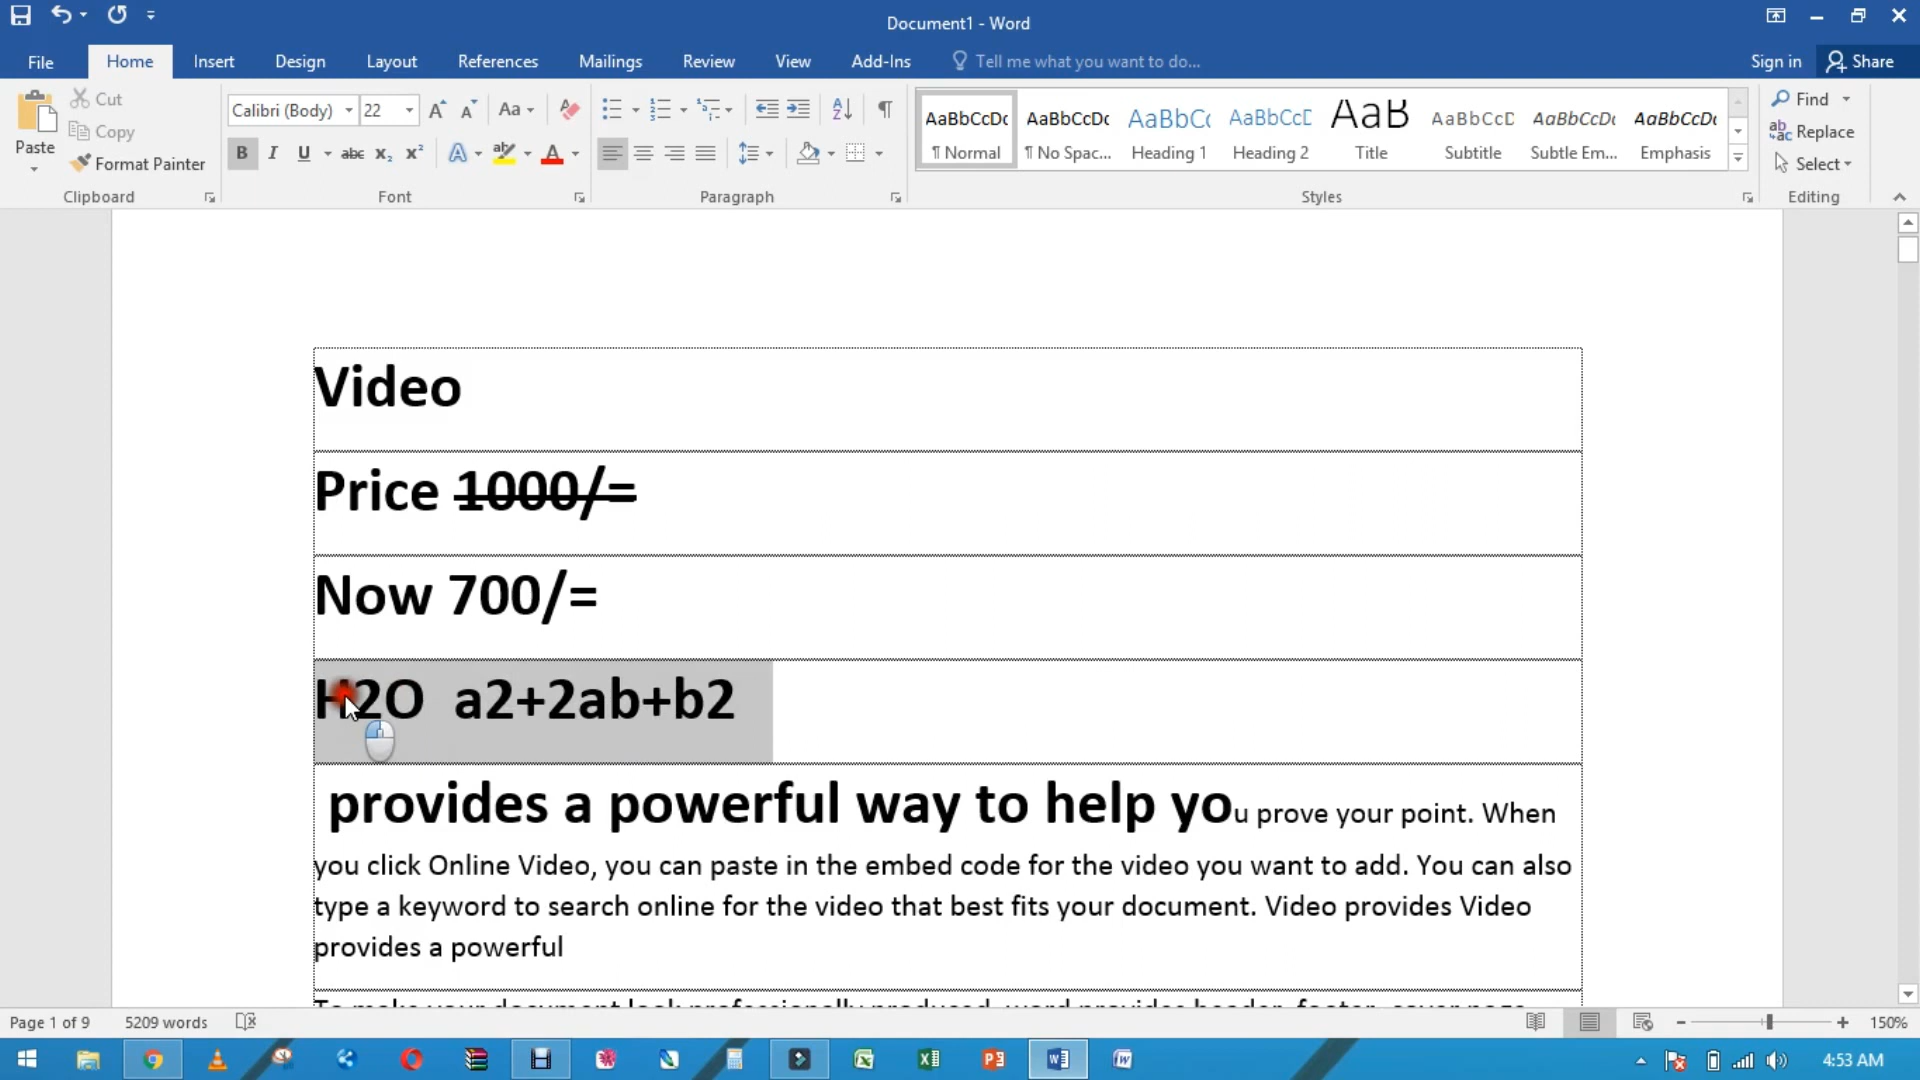 Document1 - Word
File Home Insert Design Layout References Mailings Review View Add-Ins Tell me what you want to do... Sign in Share
Paste
Cut
Copy
Format Painter
Clipboard
Calibri (Body) 22 Aa
B I U abc x₂ x² A ab A
Font
Paragraph
AaBbCcDc AaBbCcDc AaBbC AaBbCcD AaB AaBbCcD AaBbCcDc AaBbCcDc
¶ Normal ¶ No Spac... Heading 1 Heading 2 Title Subtitle Subtle Em... Emphasis
Styles
Find
Replace
Select
Editing
Video
Price 1000/=
Now 700/=
H2O a2+2ab+b2
provides a powerful way to help you prove your point. When
you click Online Video, you can paste in the embed code for the video you want to add. You can also
type a keyword to search online for the video that best fits your document. Video provides Video
provides a powerful
To make your document look professionally produced, word provides header, footer, cover page
Page 1 of 9 5209 words 150%
4:53 AM